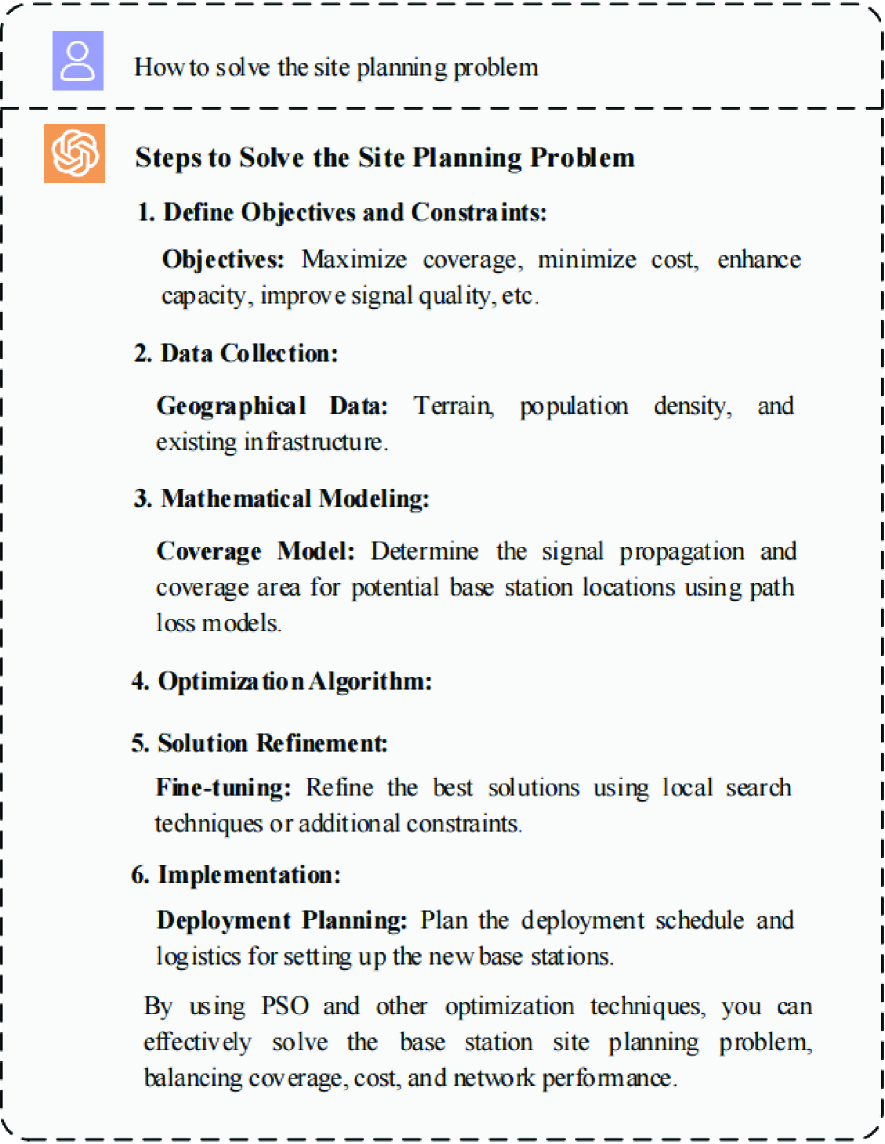 How to solve the site planning problem
Steps to Solve the Site Planning Problem
1. Define Objectives and Constraints:
Objectives: Maximize coverage, minimize cost, enhance
capacity, improve signal quality, etc.
2. Data Collection:
Geographical Data: Terrain, population density, and
existing infrastructure.
3. Mathematical Modeling:
Coverage Model: Determine the signal propagation and
coverage area for potential base station locations using path
loss models.
4. Optimization Algorithm:
5. Solution Refinement:
Fine-tuning: Refine the best solutions using local search
techniques or additional constraints.
6. Implementation:
Deployment Planning: Plan the deployment schedule and
logistics for setting up the new base stations.
By using PSO and other optimization techniques, you can
effectively solve the base station site planning problem,
balancing coverage, cost, and network performance.